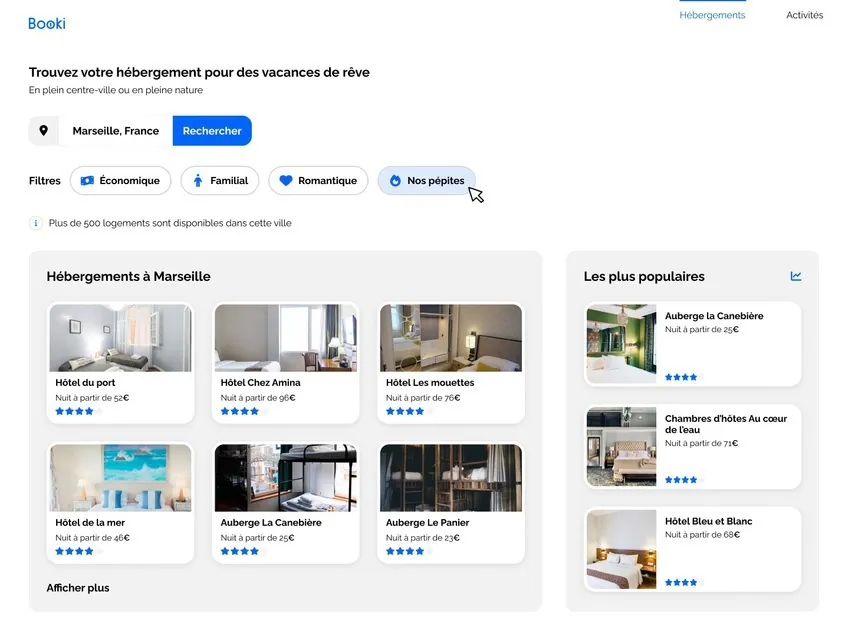 Booki
Hébergements
Activités
Trouvez votre hébergement pour des vacances de rêve
En plein centre-ville ou en pleine nature
Marseille, France
Rechercher
Filtres
Économique
Familial
Romantique
Nos pépites
Plus de 500 logements sont disponibles dans cette ville
Hébergements à Marseille
Hôtel du port
Nuit à partir de 52€
Hôtel Chez Amina
Nuit à partir de 96€
Hôtel Les mouettes
Nuit à partir de 76€
Hôtel de la mer
Nuit à partir de 46€
Auberge La Canebière
Nuit à partir de 25€
Auberge Le Panier
Nuit à partir de 23€
Afficher plus
Les plus populaires
Auberge la Canebière
Nuit à partir de 25€
Chambres d'hôtes Au cœur
de l'eau
Nuit à partir de 71€
Hôtel Bleu et Blanc
Nuit à partir de 68€